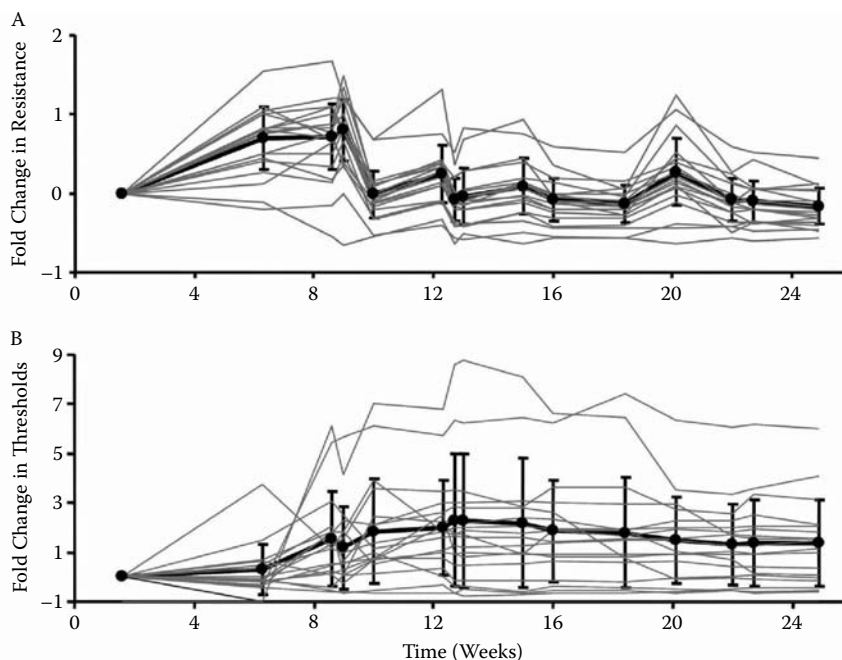 A
Fold Change in Resistance
2
1
0
−1
0 4 8 12 16 20 24
B
Fold Change in Thresholds
9
7
5
3
1
−1
0 4 8 12 16 20 24
Time (Weeks)